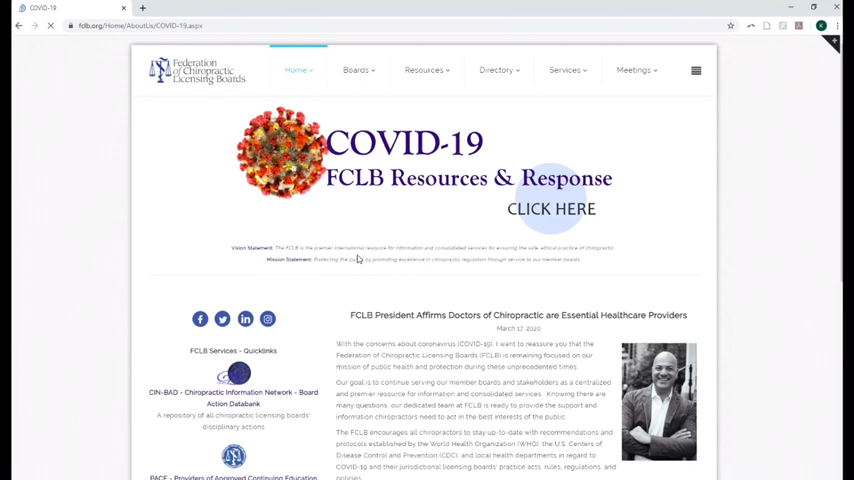 COVID-19
fclb.org/Home/AboutUs/COVID-19.aspx
K
Federation
of Chiropractic
Licensing Boards
Home
Boards
Resources
Directory
Services
Meetings
COVID-19
FCLB Resources & Response
CLICK HERE
Vision Statement: The FCLB is the premier international resource for information and consolidated services for ensuring the safe, ethical practice of chiropractic.
Mission Statement: Protecting the public by promoting excellence in chiropractic regulation through service to our member boards.
FCLB President Affirms Doctors of Chiropractic are Essential Healthcare Providers
March 17, 2020
With the concerns about coronavirus (COVID-19), I want to reassure you that the
Federation of Chiropractic Licensing Boards (FCLB) is remaining focused on our
mission of public health and protection during these unprecedented times.
Our goal is to continue serving our member boards and stakeholders as a centralized
and premier resource for information and consolidated services. Knowing there are
many questions, our dedicated team at FCLB is ready to provide the support and
information chiropractors need to act in the best interests of the public.
The FCLB encourages all chiropractors to stay up-to-date with recommendations and
protocols established by the World Health Organization (WHO), the U.S. Centers of
Disease Control and Prevention (CDC), and local health departments in regard to
COVID-19 and their jurisdictional licensing boards' practice acts, rules, regulations, and
policies.
FCLB Services - Quicklinks
CIN-BAD - Chiropractic Information Network - Board
Action Databank
A repository of all chiropractic licensing boards'
disciplinary actions
PACE - Providers of Approved Continuing Education